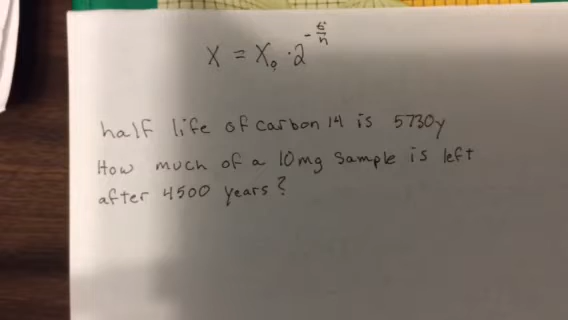 X = X₀ · 2^(-t/h)
half life of carbon 14 is 5730y
How much of a 10mg sample is left
after 4500 years?